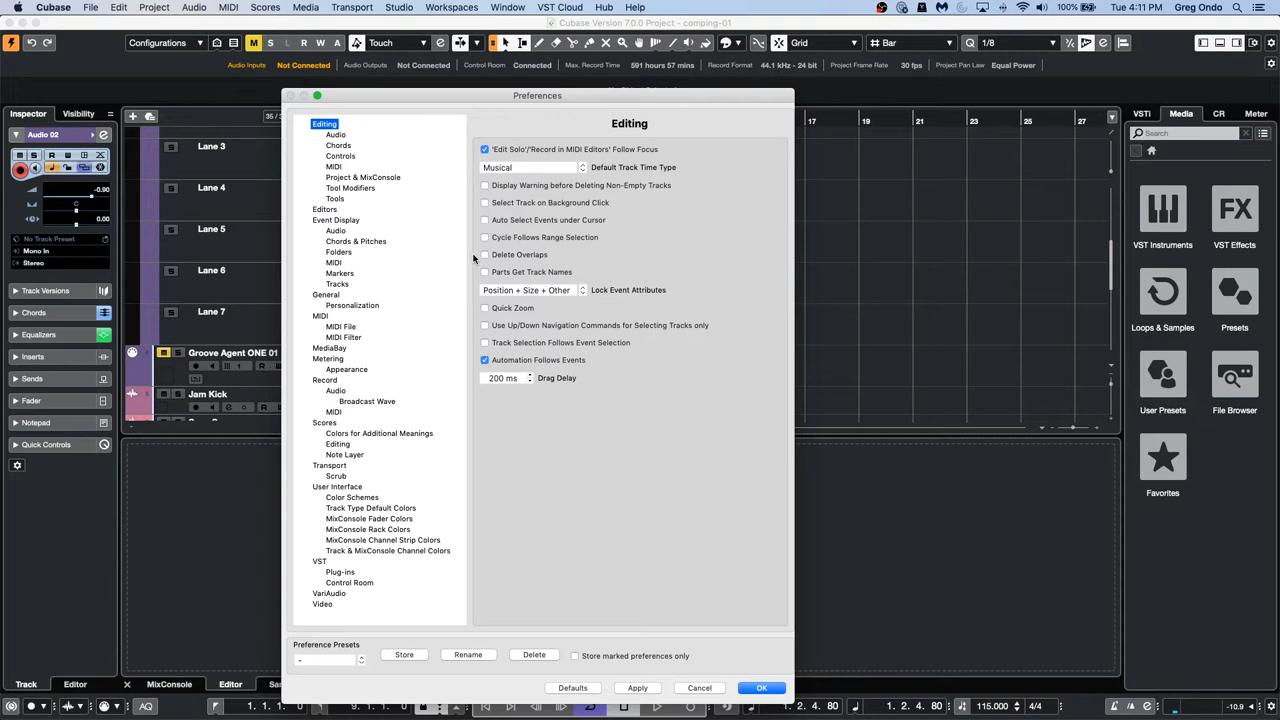 Cubase File Edit Project Audio MIDI Scores Media Transport Studio Workspaces Window VST Cloud Hub Help
Tue 4:11 PM Greg Ondo
Cubase Version 7.0.0 Project - comping-01
Configurations M S L R W A Touch Grid Bar Q 1/8
Audio Inputs Not Connected Audio Outputs Not Connected Control Room Connected Max. Record Time 591 hours 57 mins Record Format 44.1 kHz - 24 bit Project Frame Rate 30 fps Project Pan Law Equal Power
Inspector Visibility
VSTi Media CR Meter
Search
Audio 02
-0.00
C
0.00
No Track Preset
Mono In
Stereo
Track Versions
Chords
Equalizers
Inserts
Sends
Fader
Notepad
Quick Controls
Lane 3
Lane 4
Lane 5
Lane 6
Lane 7
Groove Agent ONE 01
Jam Kick
17 19 21 23 25 27
Preferences
Editing
Audio
Chords
Controls
MIDI
Project & MixConsole
Tool Modifiers
Tools
Editors
Event Display
Audio
Chords & Pitches
Folders
MIDI
Markers
Tracks
General
Personalization
MIDI
MIDI File
MIDI Filter
MediaBay
Metering
Appearance
Record
Audio
Broadcast Wave
MIDI
Scores
Colors for Additional Meanings
Editing
Note Layer
Transport
Scrub
User Interface
Color Schemes
Track Type Default Colors
MixConsole Fader Colors
MixConsole Rack Colors
MixConsole Channel Strip Colors
Track & MixConsole Channel Colors
VST
Plug-ins
Control Room
VariAudio
Video
Editing
'Edit Solo'/'Record in MIDI Editors' Follow Focus
Musical Default Track Time Type
Display Warning before Deleting Non-Empty Tracks
Select Track on Background Click
Auto Select Events under Cursor
Cycle Follows Range Selection
Delete Overlaps
Parts Get Track Names
Position + Size + Other Lock Event Attributes
Quick Zoom
Use Up/Down Navigation Commands for Selecting Tracks only
Track Selection Follows Event Selection
Automation Follows Events
200 ms Drag Delay
Preference Presets
-
Store Rename Delete Store marked preferences only
Defaults Apply Cancel OK
VST Instruments VST Effects
Loops & Samples Presets
User Presets File Browser
Favorites
Track Editor MixConsole Editor
AQ 1. 2. 4. 80 1. 2. 4. 80 115.000 4/4